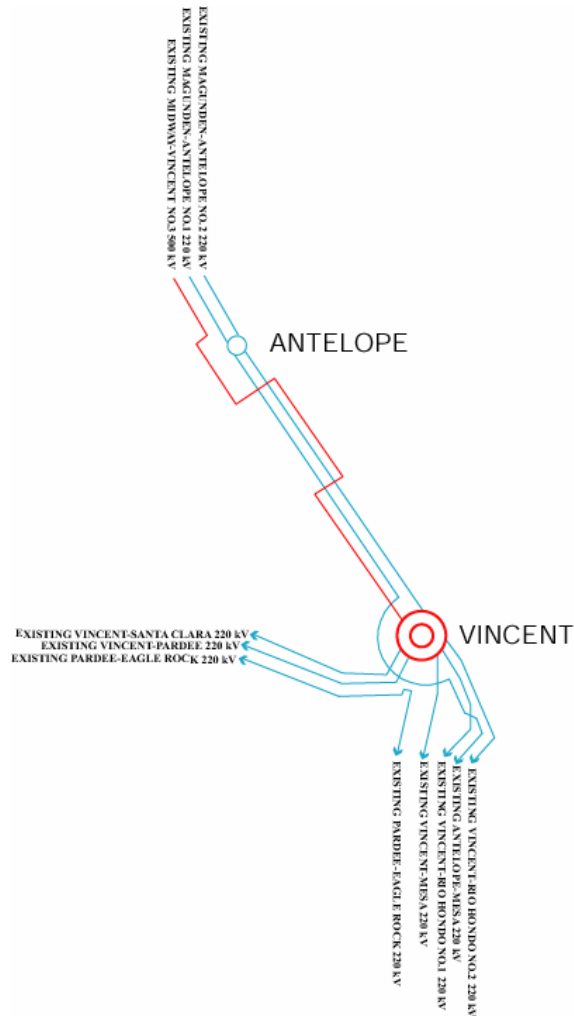 EXISTING MIDWAY-VINCENT NO.3 500 kV
EXISTING MAGUNDEN-ANTELOPE NO.1 220 kV
EXISTING MAGUNDEN-ANTELOPE NO.2 220 kV
ANTELOPE
VINCENT
EXISTING VINCENT-SANTA CLARA 220 kV
EXISTING VINCENT-PARDEE 220 kV
EXISTING PARDEE-EAGLE ROCK 220 kV
EXISTING PARDEE-EAGLE ROCK 220 kV
EXISTING VINCENT-MESA 220 kV
EXISTING VINCENT-RIO HONDO NO.1 220 kV
EXISTING ANTELOPE-MESA 220 kV
EXISTING VINCENT-RIO HONDO NO.2 220 kV